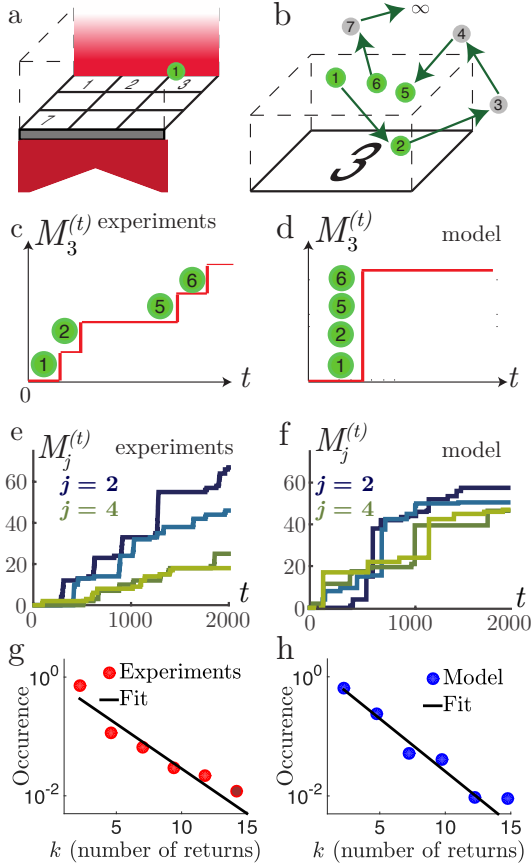 a
1
1
2
3
7
b
7
∞
4
1
6
5
3
2
3
c
M_3^(t)
experiments
6
5
2
1
0
t
d
M_3^(t)
model
6
5
2
1
t
e
M_j^(t)
experiments
60
j = 2
40
j = 4
20
0
0
1000
2000
t
f
M_j^(t)
model
60
j = 2
40
j = 4
20
0
0
1000
2000
t
g
10^0
Experiments
Fit
Occurence
10^-2
5
10
15
k (number of returns)
h
10^0
Model
Fit
Occurence
10^-2
5
10
15
k (number of returns)